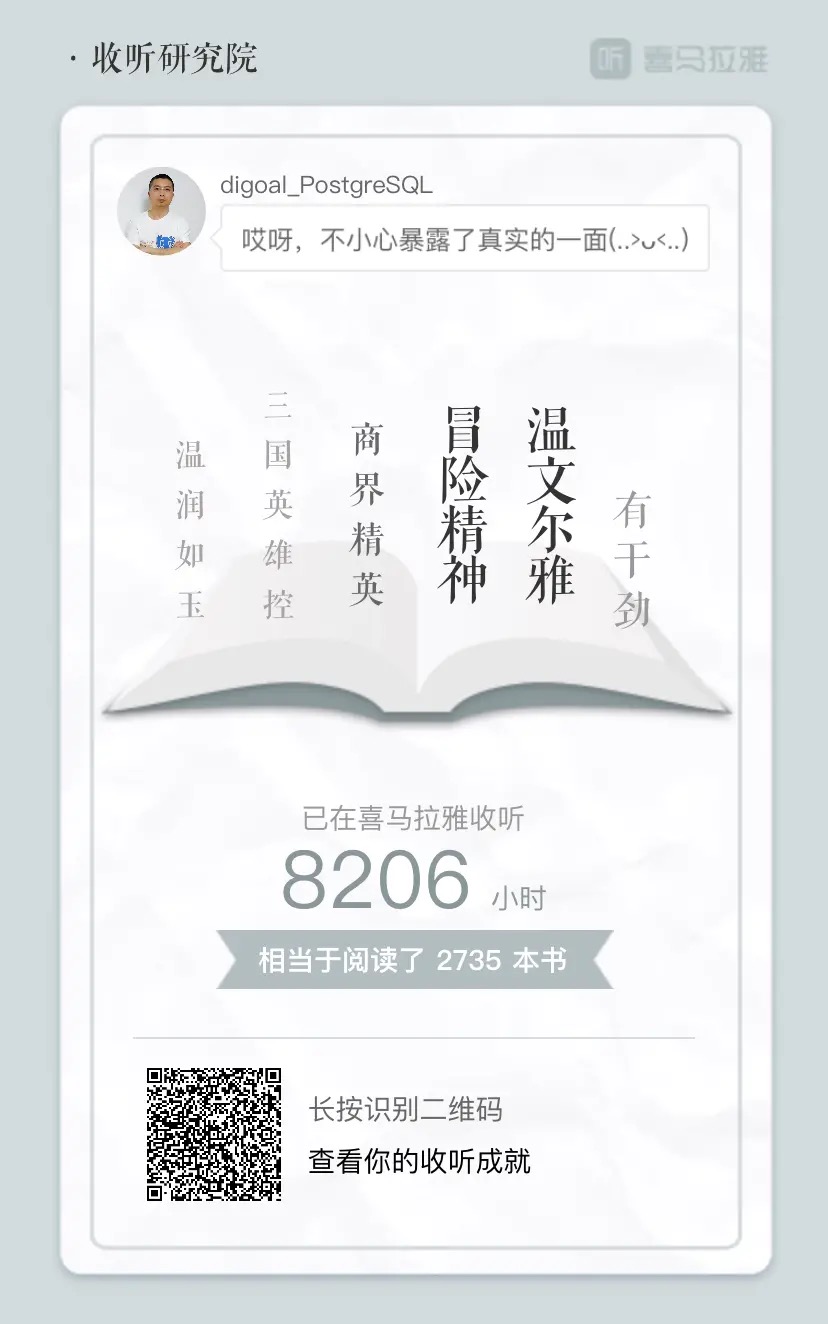 · 收听研究院
听 喜马拉雅
digoal_PostgreSQL
哎呀，不小心暴露了真实的一面(..>ᴗ<..)
温润如玉
三国英雄控
商界精英
冒险精神
温文尔雅
有干劲
已在喜马拉雅收听
8206 小时
相当于阅读了 2735 本书
长按识别二维码
查看你的收听成就